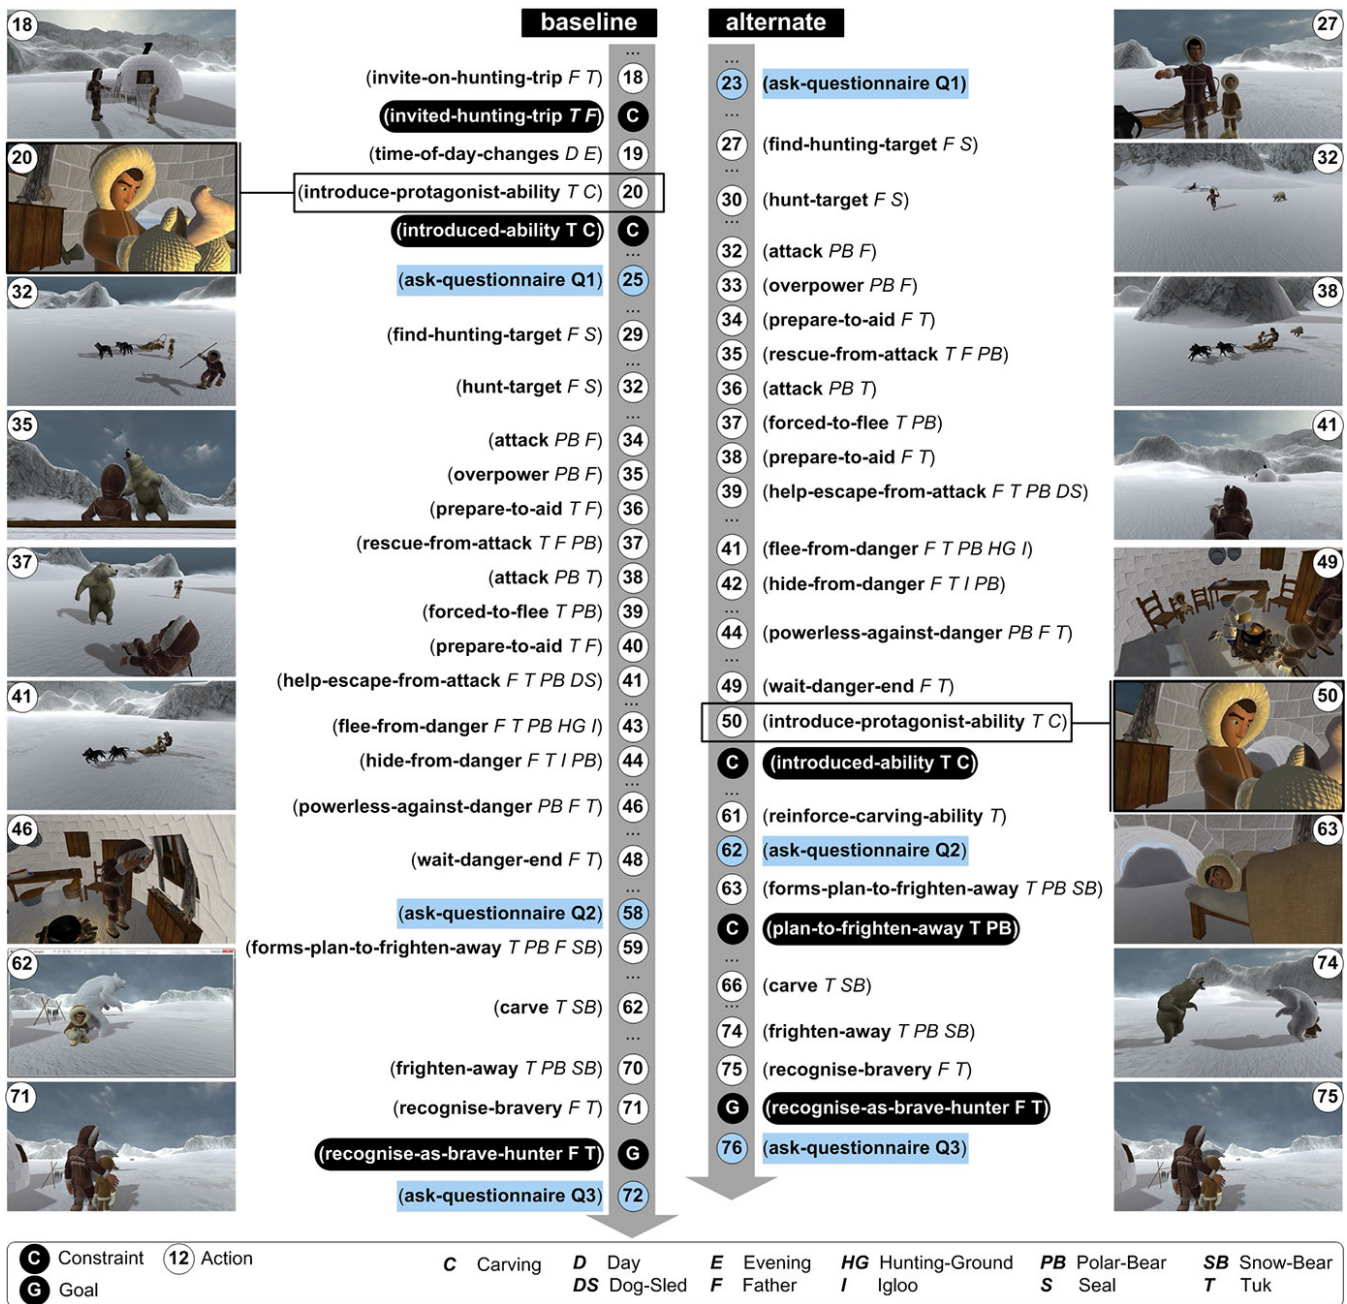 baseline
...
(invite-on-hunting-trip F T) 18
(invited-hunting-trip T F) C
(time-of-day-changes D E) 19
(introduce-protagonist-ability T C) 20
(introduced-ability T C) C
...
(ask-questionnaire Q1) 25
...
(find-hunting-target F S) 29
...
(hunt-target F S) 32
...
(attack PB F) 34
(overpower PB F) 35
(prepare-to-aid T F) 36
(rescue-from-attack T F PB) 37
(attack PB T) 38
(forced-to-flee T PB) 39
(prepare-to-aid T F) 40
(help-escape-from-attack F T PB DS) 41
...
(flee-from-danger F T PB HG I) 43
(hide-from-danger F T I PB) 44
...
(powerless-against-danger PB F T) 46
...
(wait-danger-end F T) 48
...
(ask-questionnaire Q2) 58
(forms-plan-to-frighten-away T PB F SB) 59
...
(carve T SB) 62
...
(frighten-away T PB SB) 70
(recognise-bravery F T) 71
(recognise-as-brave-hunter F T) G
(ask-questionnaire Q3) 72
alternate
...
23 (ask-questionnaire Q1)
...
27 (find-hunting-target F S)
...
30 (hunt-target F S)
...
32 (attack PB F)
33 (overpower PB F)
34 (prepare-to-aid F T)
35 (rescue-from-attack T F PB)
36 (attack PB T)
37 (forced-to-flee T PB)
38 (prepare-to-aid F T)
39 (help-escape-from-attack F T PB DS)
...
41 (flee-from-danger F T PB HG I)
42 (hide-from-danger F T I PB)
...
44 (powerless-against-danger PB F T)
...
49 (wait-danger-end F T)
50 (introduce-protagonist-ability T C)
C (introduced-ability T C)
...
61 (reinforce-carving-ability T)
62 (ask-questionnaire Q2)
63 (forms-plan-to-frighten-away T PB SB)
C (plan-to-frighten-away T PB)
...
66 (carve T SB)
...
74 (frighten-away T PB SB)
75 (recognise-bravery F T)
G (recognise-as-brave-hunter F T)
76 (ask-questionnaire Q3)
18
20
32
35
37
41
46
62
71
27
32
38
41
49
50
63
74
75
C Constraint 12 Action
G Goal
C Carving D Day E Evening HG Hunting-Ground PB Polar-Bear SB Snow-Bear
DS Dog-Sled F Father I Igloo S Seal T Tuk